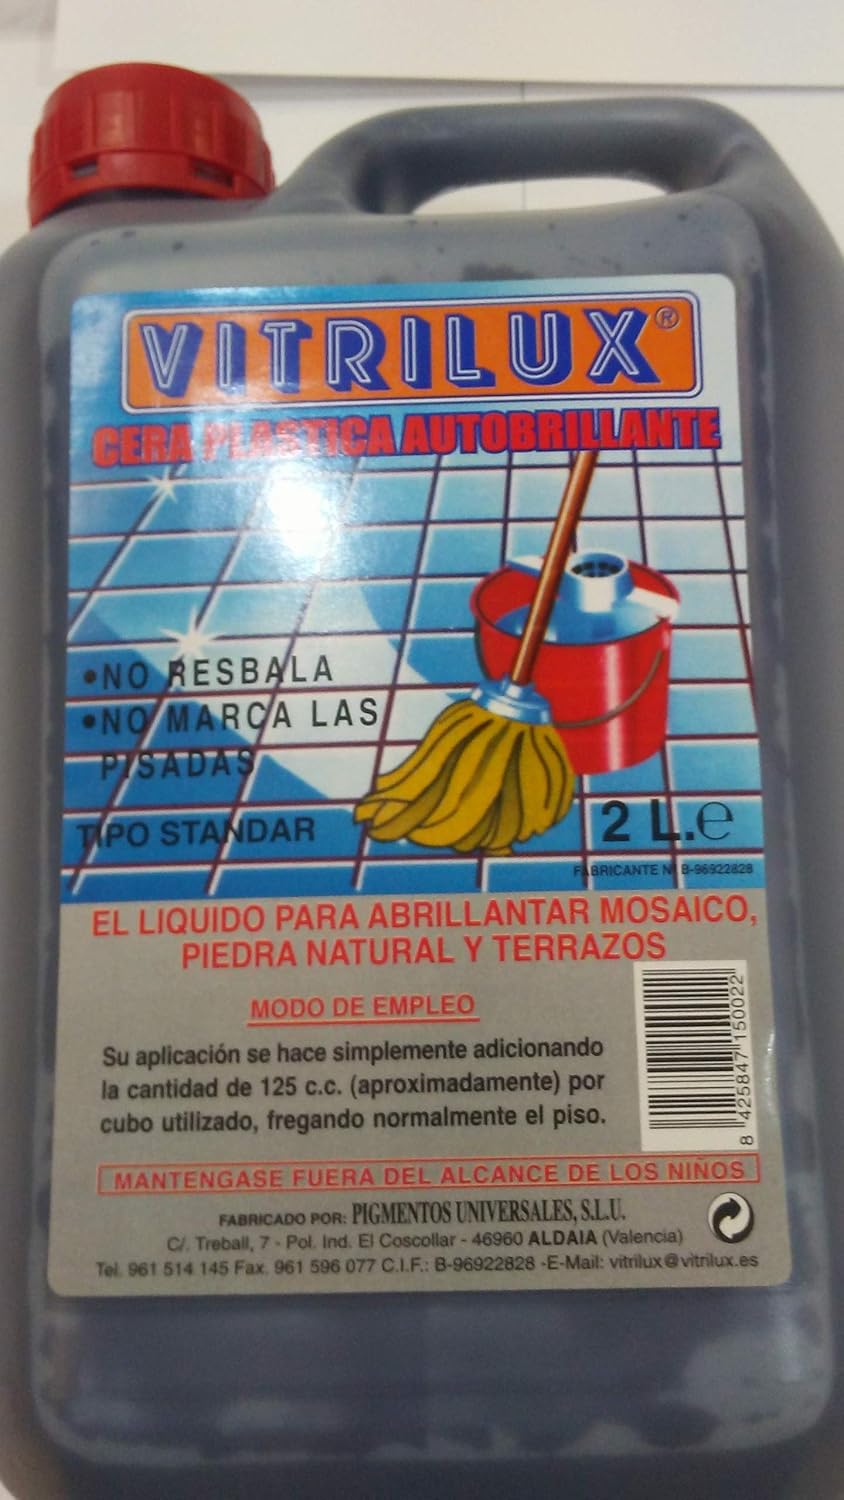 VITRILUX®
CERA PLASTICA AUTOBRILLANTE
•NO RESBALA
•NO MARCA LAS
PISADAS
TIPO STANDAR
2 L.℮
FABRICANTE Nº B-96922828
EL LIQUIDO PARA ABRILLANTAR MOSAICO,
PIEDRA NATURAL Y TERRAZOS
MODO DE EMPLEO
Su aplicación se hace simplemente adicionando
la cantidad de 125 c.c. (aproximadamente) por
cubo utilizado, fregando normalmente el piso.
8 425847 150022
MANTENGASE FUERA DEL ALCANCE DE LOS NIÑOS
FABRICADO POR: PIGMENTOS UNIVERSALES, S.L.U.
C/. Treball, 7 - Pol. Ind. El Coscollar - 46960 ALDAIA (Valencia)
Tel. 961 514 145 Fax. 961 596 077 C.I.F.: B-96922828 -E-Mail: vitrilux@vitrilux.es